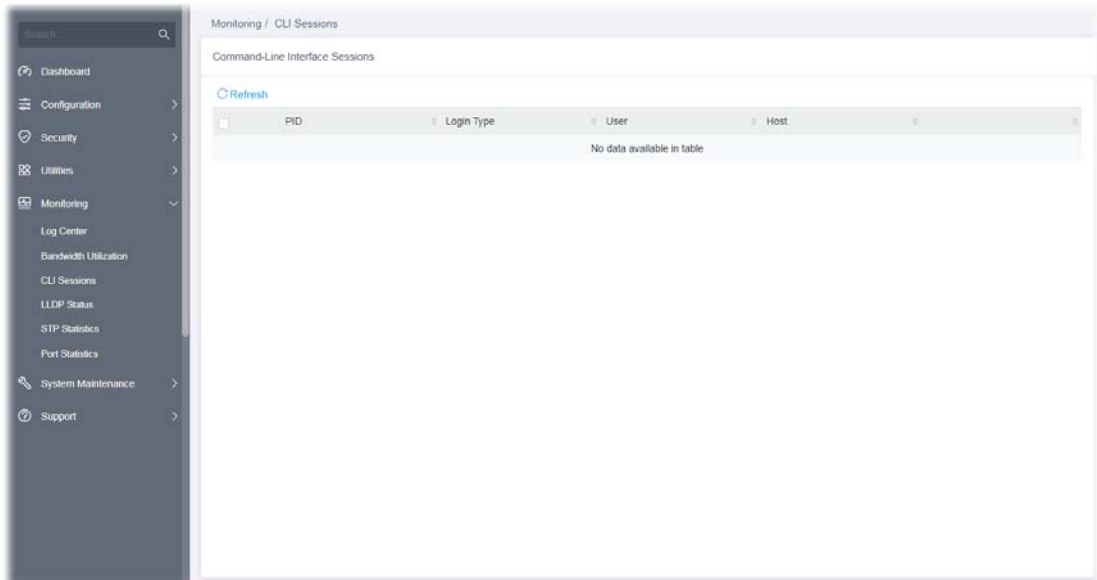 Search
Dashboard
Configuration
Security
Utilities
Monitoring
Log Center
Bandwidth Utilization
CLI Sessions
LLDP Status
STP Statistics
Port Statistics
System Maintenance
Support
Monitoring / CLI Sessions
Command-Line Interface Sessions
Refresh
PID Login Type User Host
No data available in table